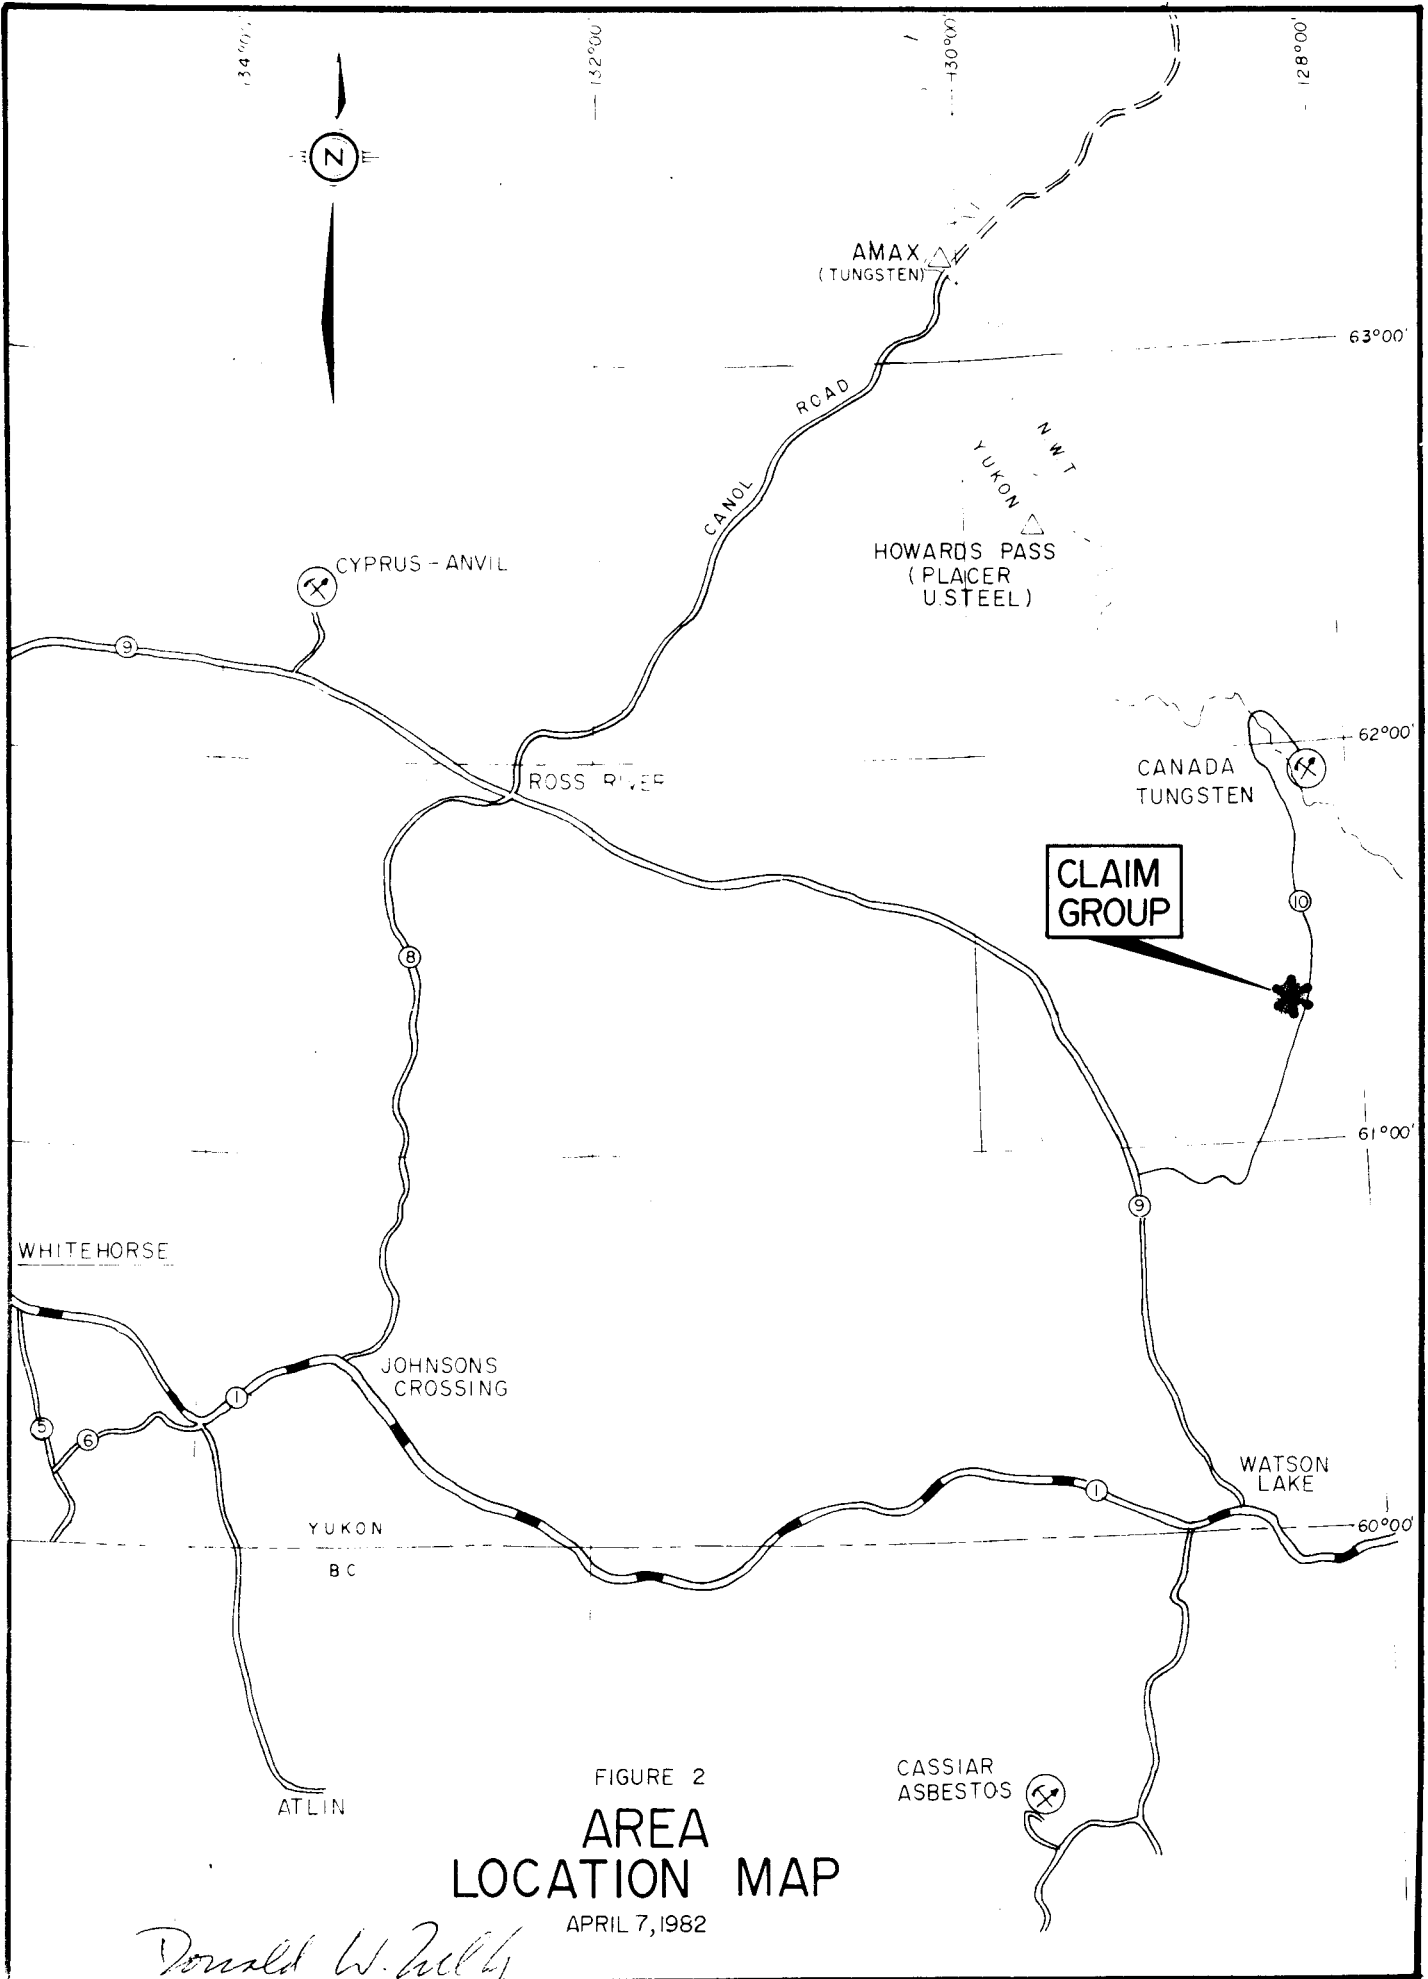 134°00'
132°00'
130°00'
128°00'
N
AMAX
(TUNGSTEN)
63°00'
CANOL ROAD
N.W.T
YUKON
HOWARDS PASS
(PLACER
U.STEEL)
CYPRUS-ANVIL
9
62°00'
ROSS RIVER
CANADA
TUNGSTEN
CLAIM
GROUP
10
8
61°00'
9
WHITEHORSE
JOHNSONS
CROSSING
1
5
6
WATSON
LAKE
1
60°00'
YUKON
BC
ATLIN
CASSIAR
ASBESTOS
FIGURE 2
AREA
LOCATION MAP
APRIL 7, 1982
Donald W.